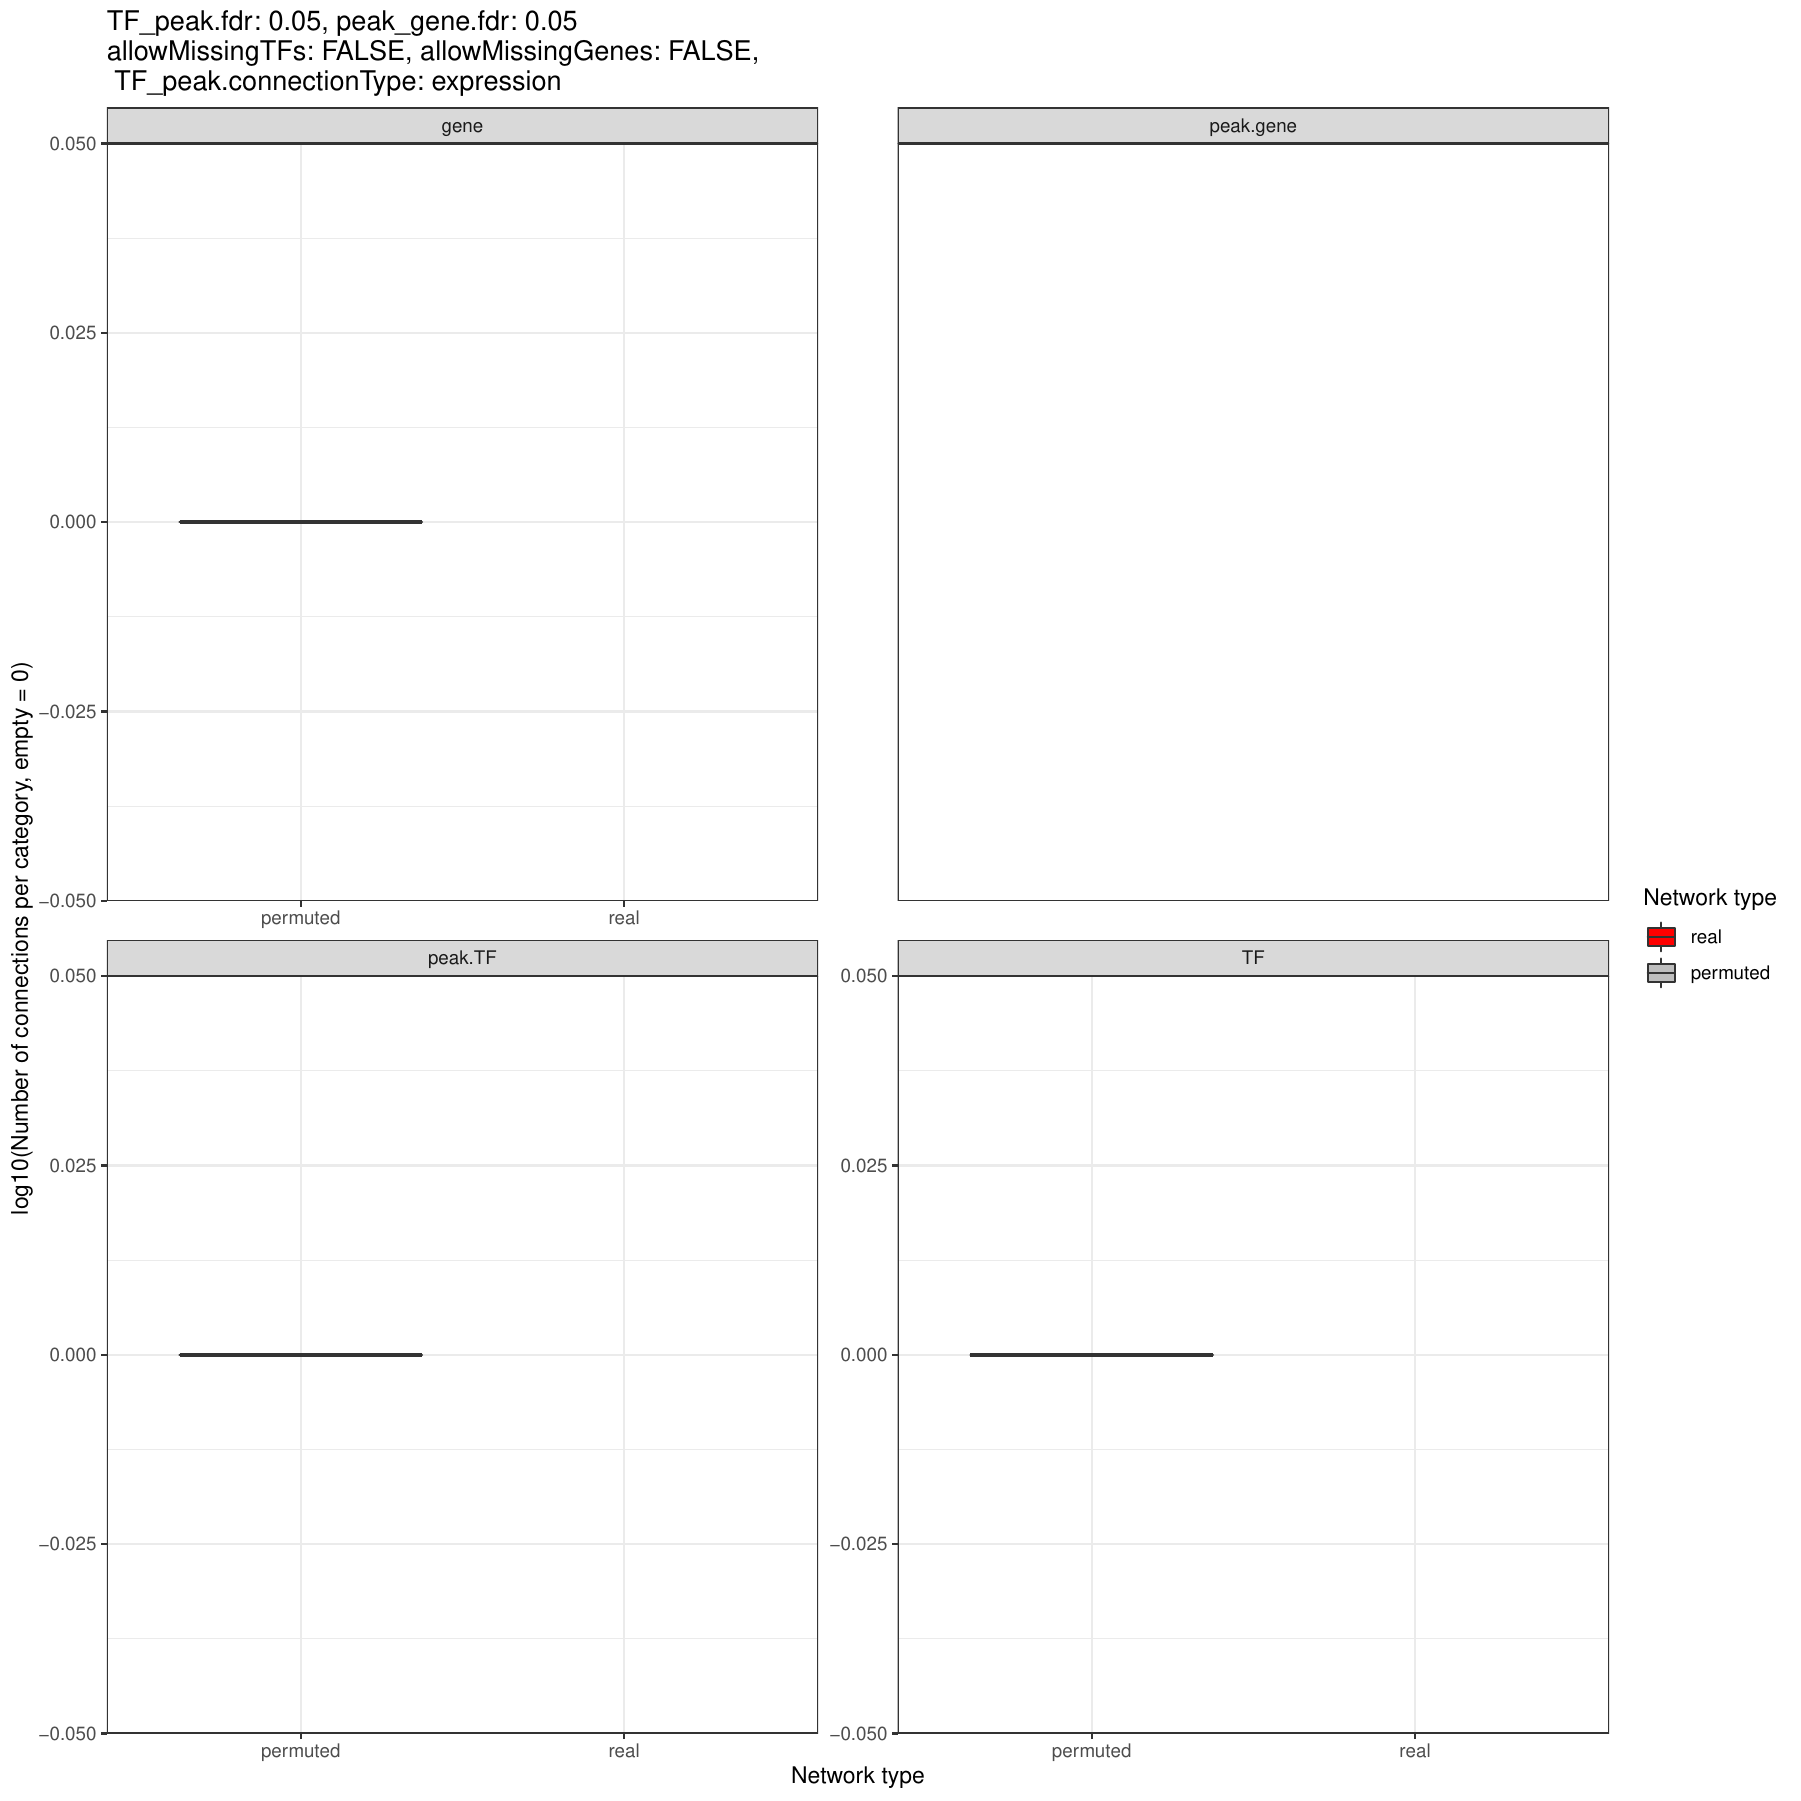 TF_peak.fdr: 0.05, peak_gene.fdr: 0.05
allowMissingTFs: FALSE, allowMissingGenes: FALSE,
TF_peak.connectionType: expression
gene
peak.gene
0.050
0.025
0.000
−0.025
−0.050
permuted
real
peak.TF
TF
0.050
0.025
0.000
−0.025
−0.050
permuted
real
0.050
0.025
0.000
−0.025
−0.050
permuted
real
log10(Number of connections per category, empty = 0)
Network type
Network type
real
permuted